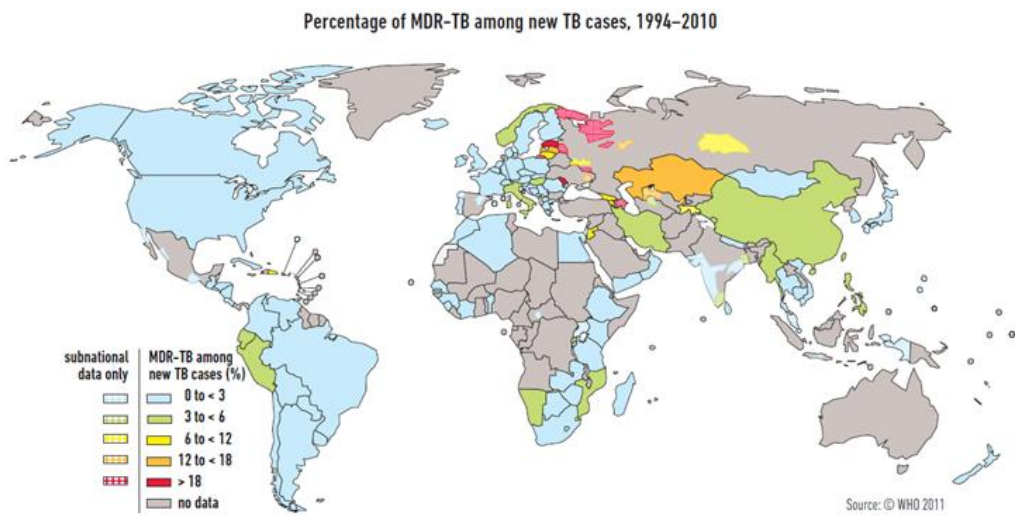 Percentage of MDR-TB among new TB cases, 1994–2010
subnational
data only
MDR-TB among
new TB cases (%)
0 to < 3
3 to < 6
6 to < 12
12 to < 18
> 18
no data
Source: © WHO 2011